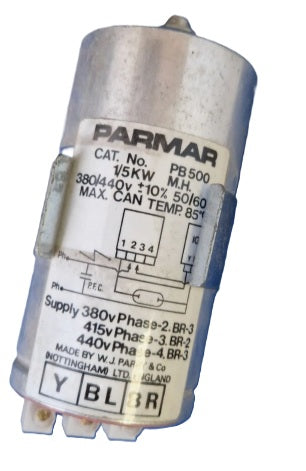 PARMAR
CAT. No. PB500
1/5KW M.H.
380/440v ±10% 50/60
MAX. CAN TEMP. 85°
1 2 3 4
Ph
P.F.C.
Ph
Supply 380v Phase-2. BR-3
415v Phase-3. BR-2
440v Phase-4. BR-3
MADE BY W.J. & Co
(NOTTINGHAM) LTD. ENGLAND
Y BL BR